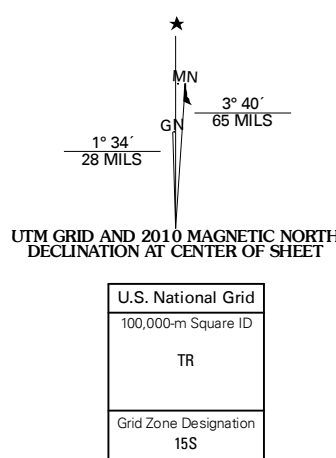 ★
MN
3° 40´
65 MILS
GN
1° 34´
28 MILS
UTM GRID AND 2010 MAGNETIC NORTH
DECLINATION AT CENTER OF SHEET
U.S. National Grid
100,000-m Square ID
TR
Grid Zone Designation
15S